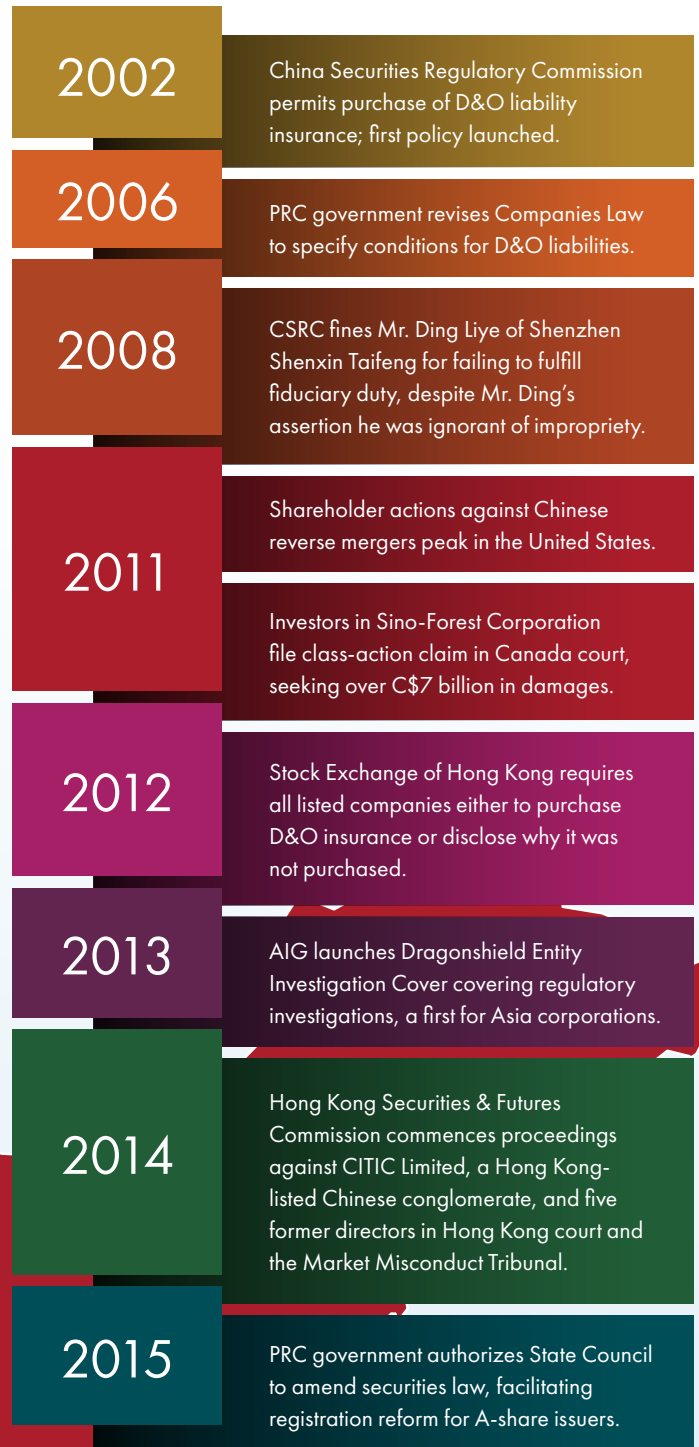 2002
China Securities Regulatory Commission
permits purchase of D&O liability
insurance; first policy launched.
2006
PRC government revises Companies Law
to specify conditions for D&O liabilities.
2008
CSRC fines Mr. Ding Liye of Shenzhen
Shenxin Taifeng for failing to fulfill
fiduciary duty, despite Mr. Ding’s
assertion he was ignorant of impropriety.
2011
Shareholder actions against Chinese
reverse mergers peak in the United States.
Investors in Sino-Forest Corporation
file class-action claim in Canada court,
seeking over C$7 billion in damages.
2012
Stock Exchange of Hong Kong requires
all listed companies either to purchase
D&O insurance or disclose why it was
not purchased.
2013
AIG launches Dragonshield Entity
Investigation Cover covering regulatory
investigations, a first for Asia corporations.
2014
Hong Kong Securities & Futures
Commission commences proceedings
against CITIC Limited, a Hong Kong-
listed Chinese conglomerate, and five
former directors in Hong Kong court and
the Market Misconduct Tribunal.
2015
PRC government authorizes State Council
to amend securities law, facilitating
registration reform for A-share issuers.